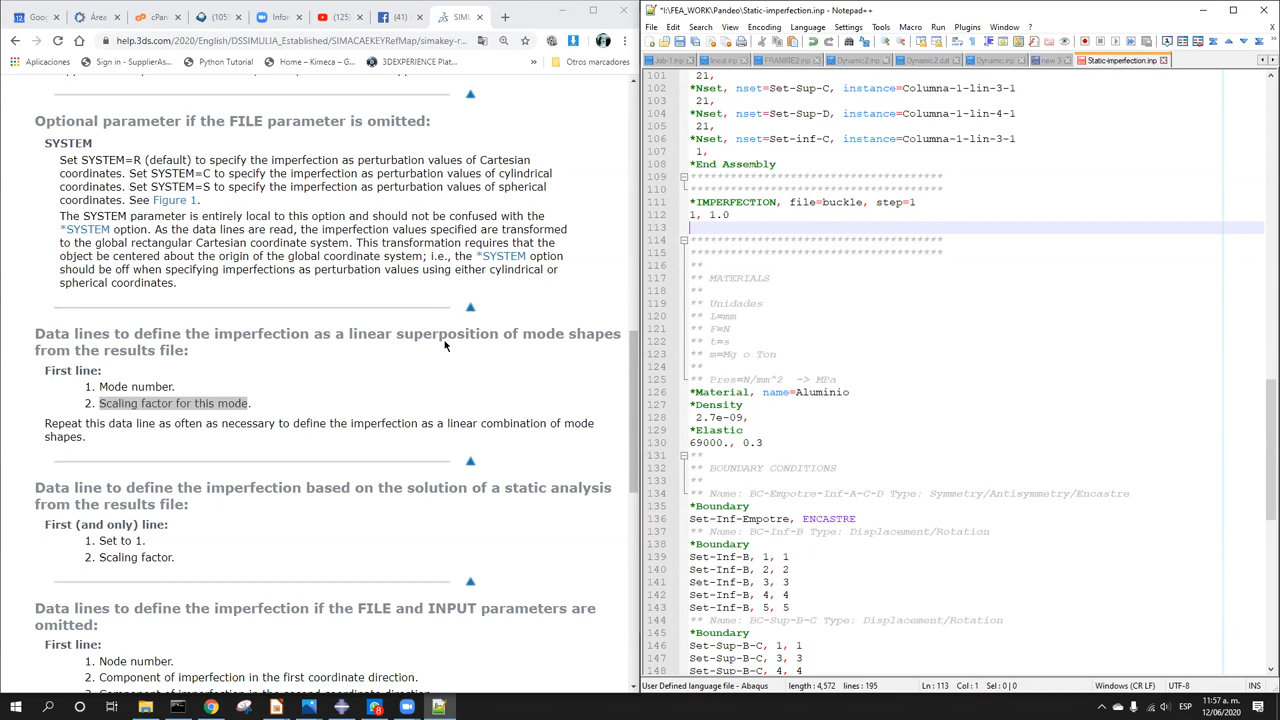 Goog
Área
cPan
(105)
Infor
(125
(41)
SIMU
help.3ds.com/2020/English/DSSIMULIA_Established/SIMACAEKEYRefMap/simakey-r...
Aplicaciones
Sign in - SupplierAs...
Python Tutorial
Home – Kimeca – G...
3DEXPERIENCE Plat...
»
Otros marcadores
Optional parameter if the FILE parameter is omitted:
SYSTEM
Set SYSTEM=R (default) to specify the imperfection as perturbation values of Cartesian
coordinates. Set SYSTEM=C to specify the imperfection as perturbation values of cylindrical
coordinates. Set SYSTEM=S to specify the imperfection as perturbation values of spherical
coordinates. See Figure 1.
The SYSTEM parameter is entirely local to this option and should not be confused with the
*SYSTEM option. As the data lines are read, the imperfection values specified are transformed
to the global rectangular Cartesian coordinate system. This transformation requires that the
object be centered about the origin of the global coordinate system; i.e., the *SYSTEM option
should be off when specifying imperfections as perturbation values using either cylindrical or
spherical coordinates.
Data lines to define the imperfection as a linear superposition of mode shapes
from the results file:
First line:
1. Mode number.
2. Scaling factor for this mode.
Repeat this data line as often as necessary to define the imperfection as a linear combination of mode
shapes.
Data line to define the imperfection based on the solution of a static analysis
from the results file:
First (and only) line:
1. Set to 1.
2. Scaling factor.
Data lines to define the imperfection if the FILE and INPUT parameters are
omitted:
First line:
1. Node number.
2. Component of imperfection in the first coordinate direction.
*I:\FEA_WORK\Pandeo\Static-imperfection.inp - Notepad++
File Edit Search View Encoding Language Settings Tools Macro Run Plugins Window ?
Job-1.inp
lineal.inp
FRANKIE2.inp
Dynamic2.inp
Dynamic2.dat
Dynamic.inp
new 3
Static-imperfection.inp
101 21,
102 *Nset, nset=Set-Sup-C, instance=Columna-1-lin-3-1
103 21,
104 *Nset, nset=Set-Sup-D, instance=Columna-1-lin-4-1
105 21,
106 *Nset, nset=Set-inf-C, instance=Columna-1-lin-3-1
107 1,
108 *End Assembly
109 **************************************
110 **************************************
111 *IMPERFECTION, file=buckle, step=1
112 1, 1.0
113
114 **************************************
115 **************************************
116 **
117 ** MATERIALS
118 **
119 ** Unidades
120 ** L=mm
121 ** F=N
122 ** t=s
123 ** m=Mg o Ton
124 **
125 ** Pres=N/mm^2 -> MPa
126 *Material, name=Aluminio
127 *Density
128 2.7e-09,
129 *Elastic
130 69000., 0.3
131 **
132 ** BOUNDARY CONDITIONS
133 **
134 ** Name: BC-Empotre-Inf-A-C-D Type: Symmetry/Antisymmetry/Encastre
135 *Boundary
136 Set-Inf-Empotre, ENCASTRE
137 ** Name: BC-Inf-B Type: Displacement/Rotation
138 *Boundary
139 Set-Inf-B, 1, 1
140 Set-Inf-B, 2, 2
141 Set-Inf-B, 3, 3
142 Set-Inf-B, 4, 4
143 Set-Inf-B, 5, 5
144 ** Name: BC-Sup-B-C Type: Displacement/Rotation
145 *Boundary
146 Set-Sup-B-C, 1, 1
147 Set-Sup-B-C, 3, 3
148 Set-Sup-B-C, 4, 4
User Defined language file - Abaqus
length : 4,572 lines : 195
Ln : 113 Col : 1 Sel : 0 | 0
Windows (CR LF)
UTF-8
INS
ESP
11:57 a. m.
12/06/2020